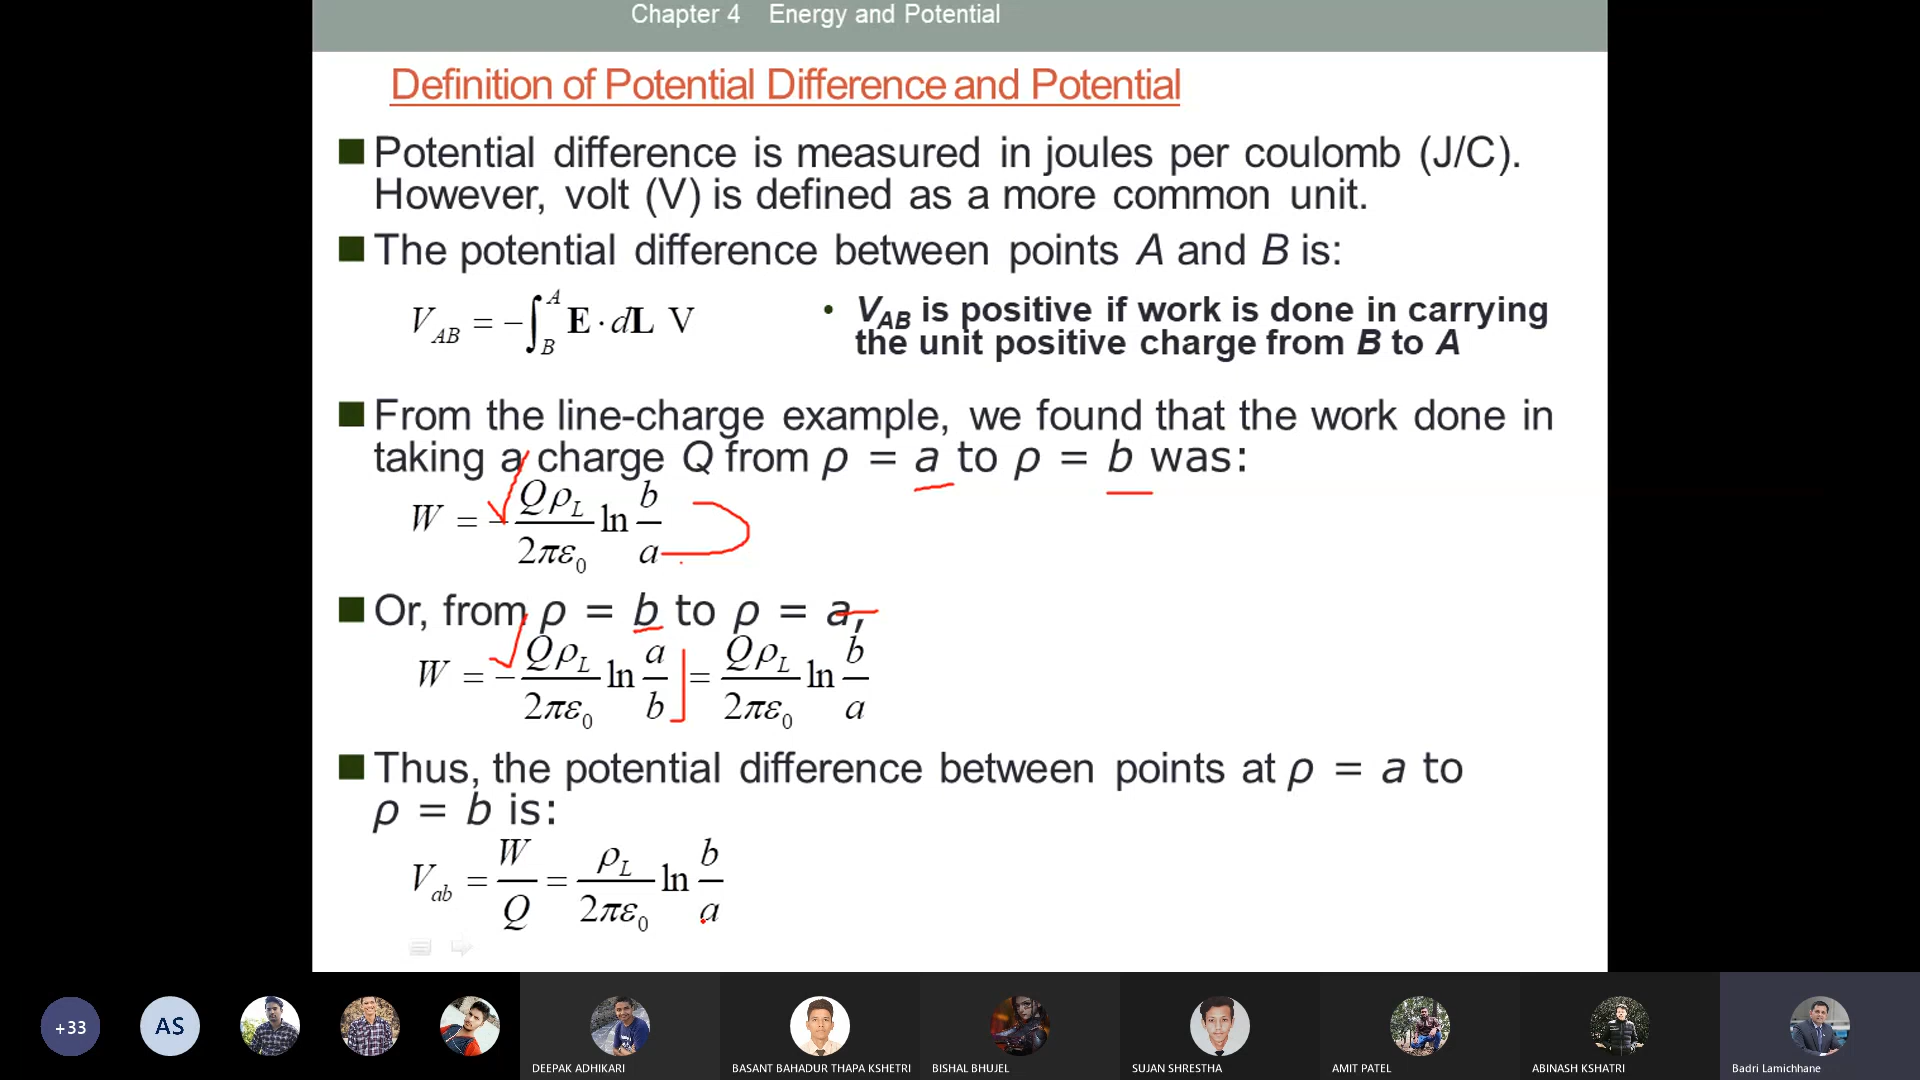 Chapter 4 Energy and Potential
Definition of Potential Difference and Potential
Potential difference is measured in joules per coulomb (J/C).
However, volt (V) is defined as a more common unit.
The potential difference between points A and B is:
V_AB = −∫_B^A E · dL V
• V_AB is positive if work is done in carrying
the unit positive charge from B to A
From the line-charge example, we found that the work done in
taking a charge Q from ρ = a to ρ = b was:
W = − Qρ_L / 2πε_0 ln b/a
Or, from ρ = b to ρ = a,
W = − Qρ_L / 2πε_0 ln a/b = Qρ_L / 2πε_0 ln b/a
Thus, the potential difference between points at ρ = a to
ρ = b is:
V_ab = W/Q = ρ_L / 2πε_0 ln b/a
+33
AS
DEEPAK ADHIKARI
BASANT BAHADUR THAPA KSHETRI
BISHAL BHUJEL
SUJAN SHRESTHA
AMIT PATEL
ABINASH KSHATRI
Badri Lamichhane